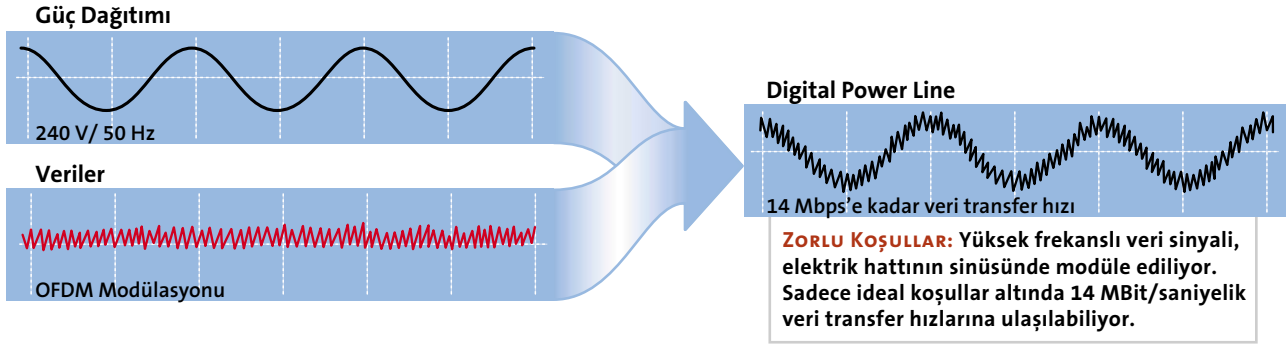 Güç Dağıtımı
240 V/ 50 Hz
Veriler
OFDM Modülasyonu
Digital Power Line
14 Mbps'e kadar veri transfer hızı
Zorlu Koşullar: Yüksek frekanslı veri sinyali,
elektrik hattının sinüsünde modüle ediliyor.
Sadece ideal koşullar altında 14 MBit/saniyelik
veri transfer hızlarına ulaşılabiliyor.